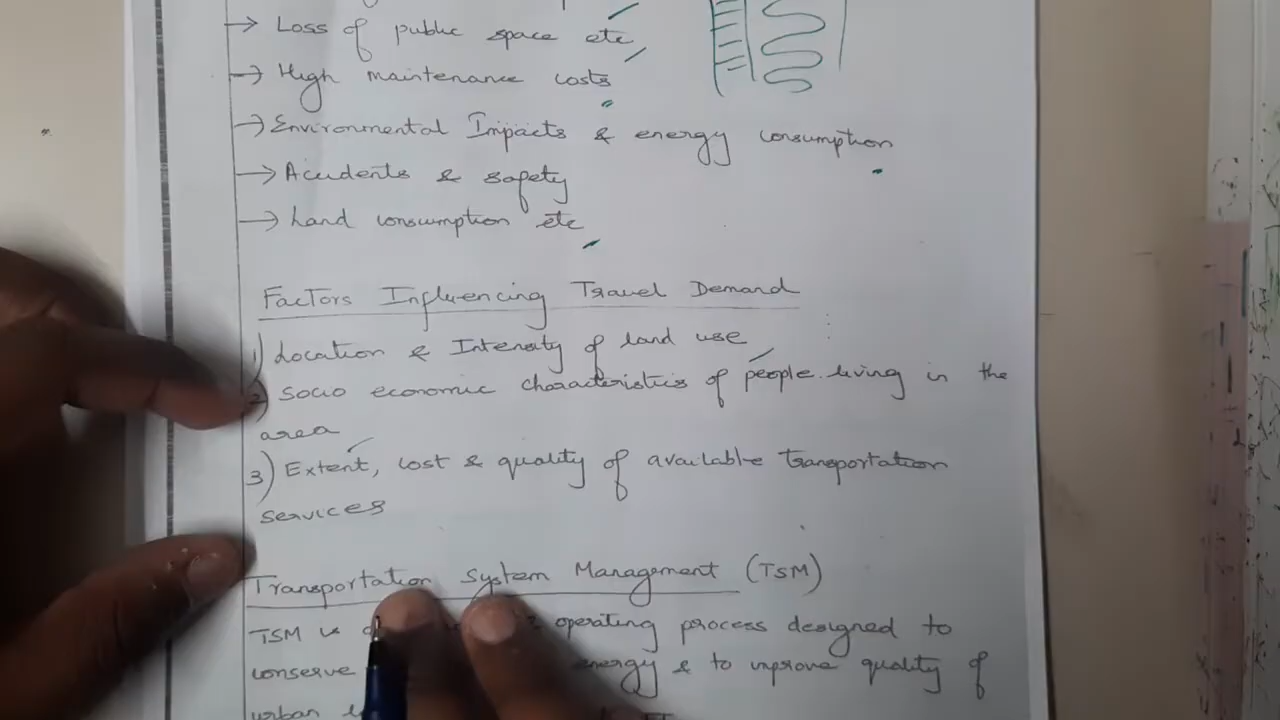 → Loss of public space etc
→ High maintenance costs
→ Environmental Impacts & energy consumption
→ Accidents & safety
→ Land consumption etc
Factors Influencing Travel Demand
1) Location & Intensity of land use
2) Socio economic characteristics of people living in the
area
3) Extent, cost & quality of available transportation
services
Transportation System Management (TSM)
TSM is operating process designed to
conserve energy & to improve quality of
urban